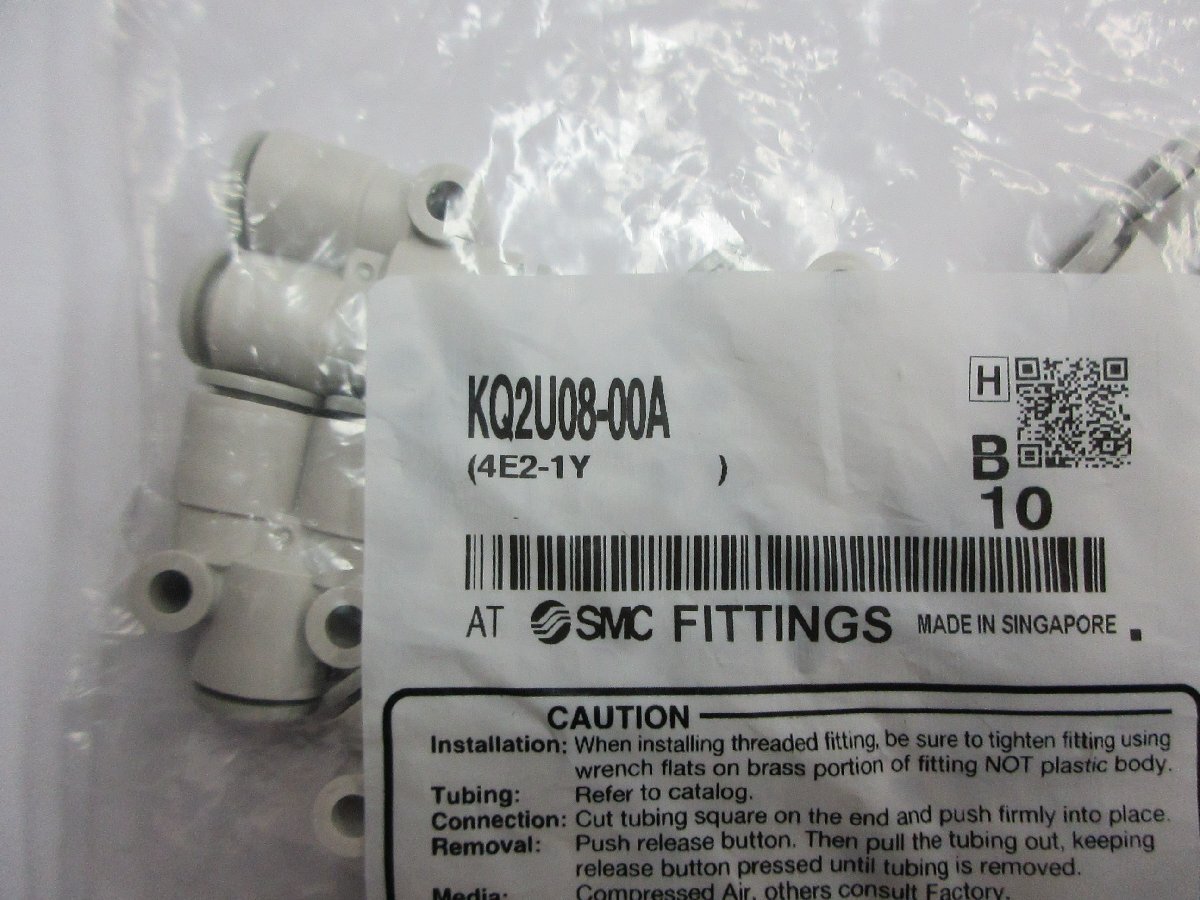 KQ2U08-00A
(4E2-1Y )
H
B
10
AT SMC FITTINGS MADE IN SINGAPORE .
CAUTION
Installation: When installing threaded fitting, be sure to tighten fitting using
wrench flats on brass portion of fitting NOT plastic body.
Tubing: Refer to catalog.
Connection: Cut tubing square on the end and push firmly into place.
Removal: Push release button. Then pull the tubing out, keeping
release button pressed until tubing is removed.
Media: Compressed Air, others consult Factory.